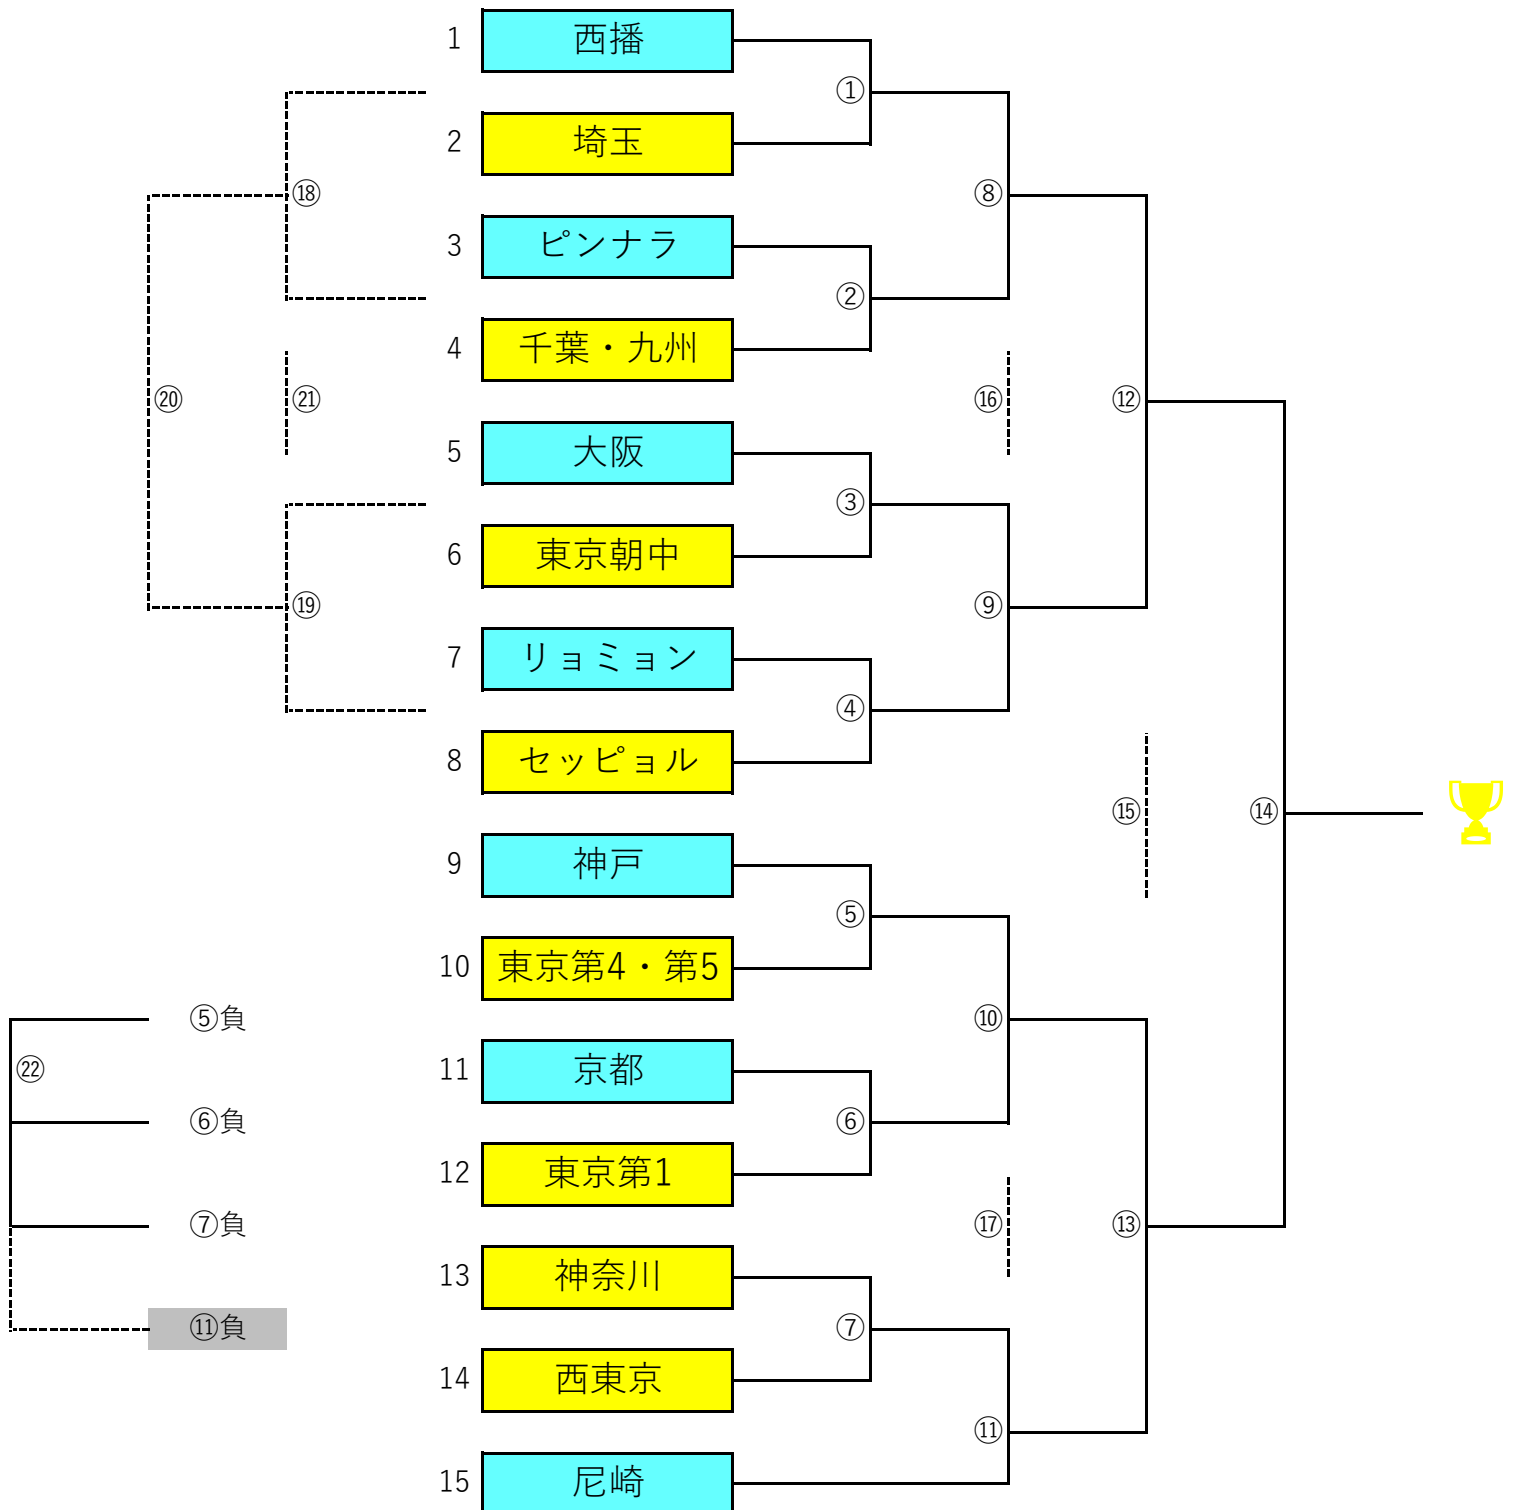 1 西播
①
2 埼玉
⑱ ⑧
3 ピンナラ
②
4 千葉・九州
⑳ ㉑ ⑯ ⑫
5 大阪
③
6 東京朝中
⑲ ⑨
7 リョミョン
④
8 セッピョル
⑮ ⑭
9 神戸
⑤
10 東京第4・第5
⑤負 ⑩
㉒ 11 京都
⑥負 ⑥
12 東京第1
⑦負 ⑰ ⑬
13 神奈川
⑪負 ⑦
14 西東京
⑪
15 尼崎